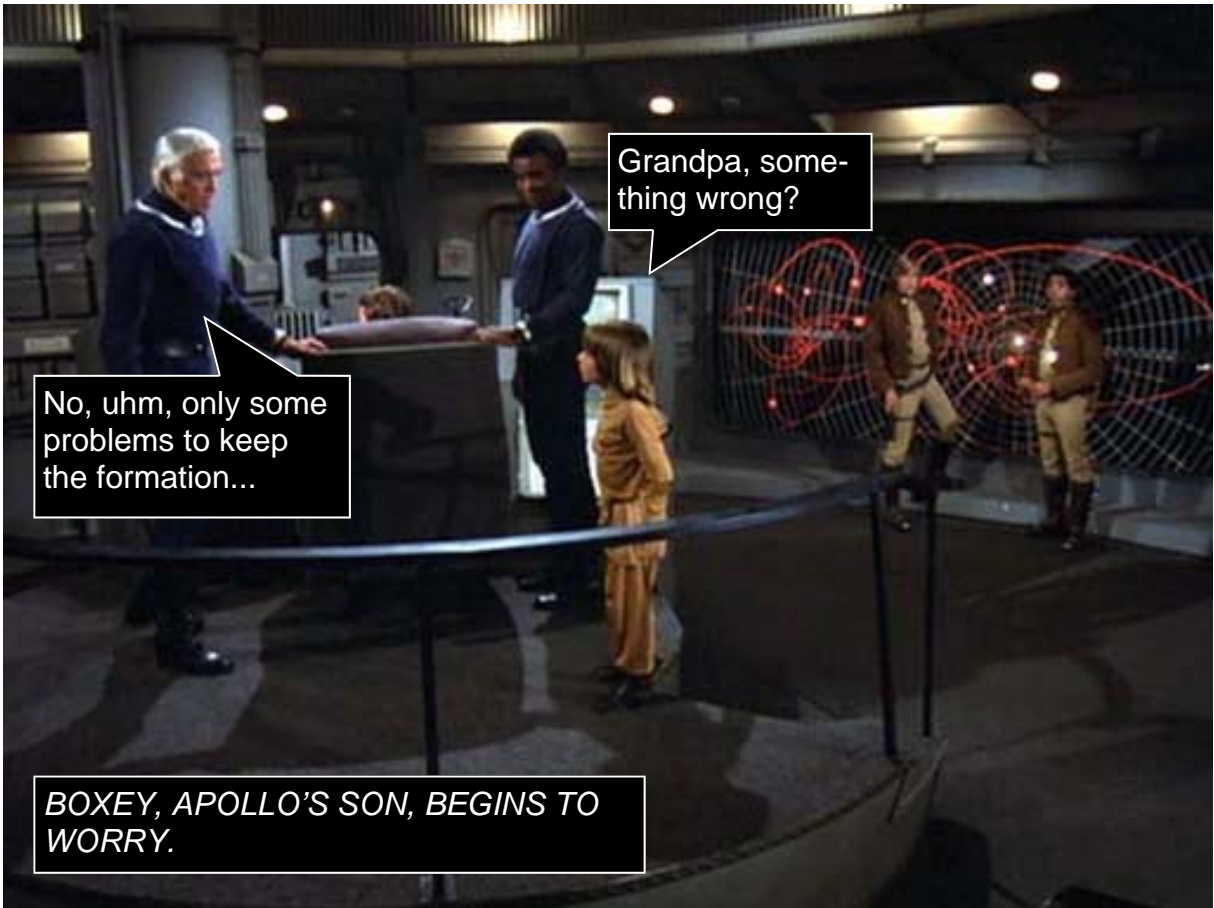 Grandpa, some-
thing wrong?
No, uhm, only some
problems to keep
the formation...
BOXEY, APOLLO’S SON, BEGINS TO
WORRY.